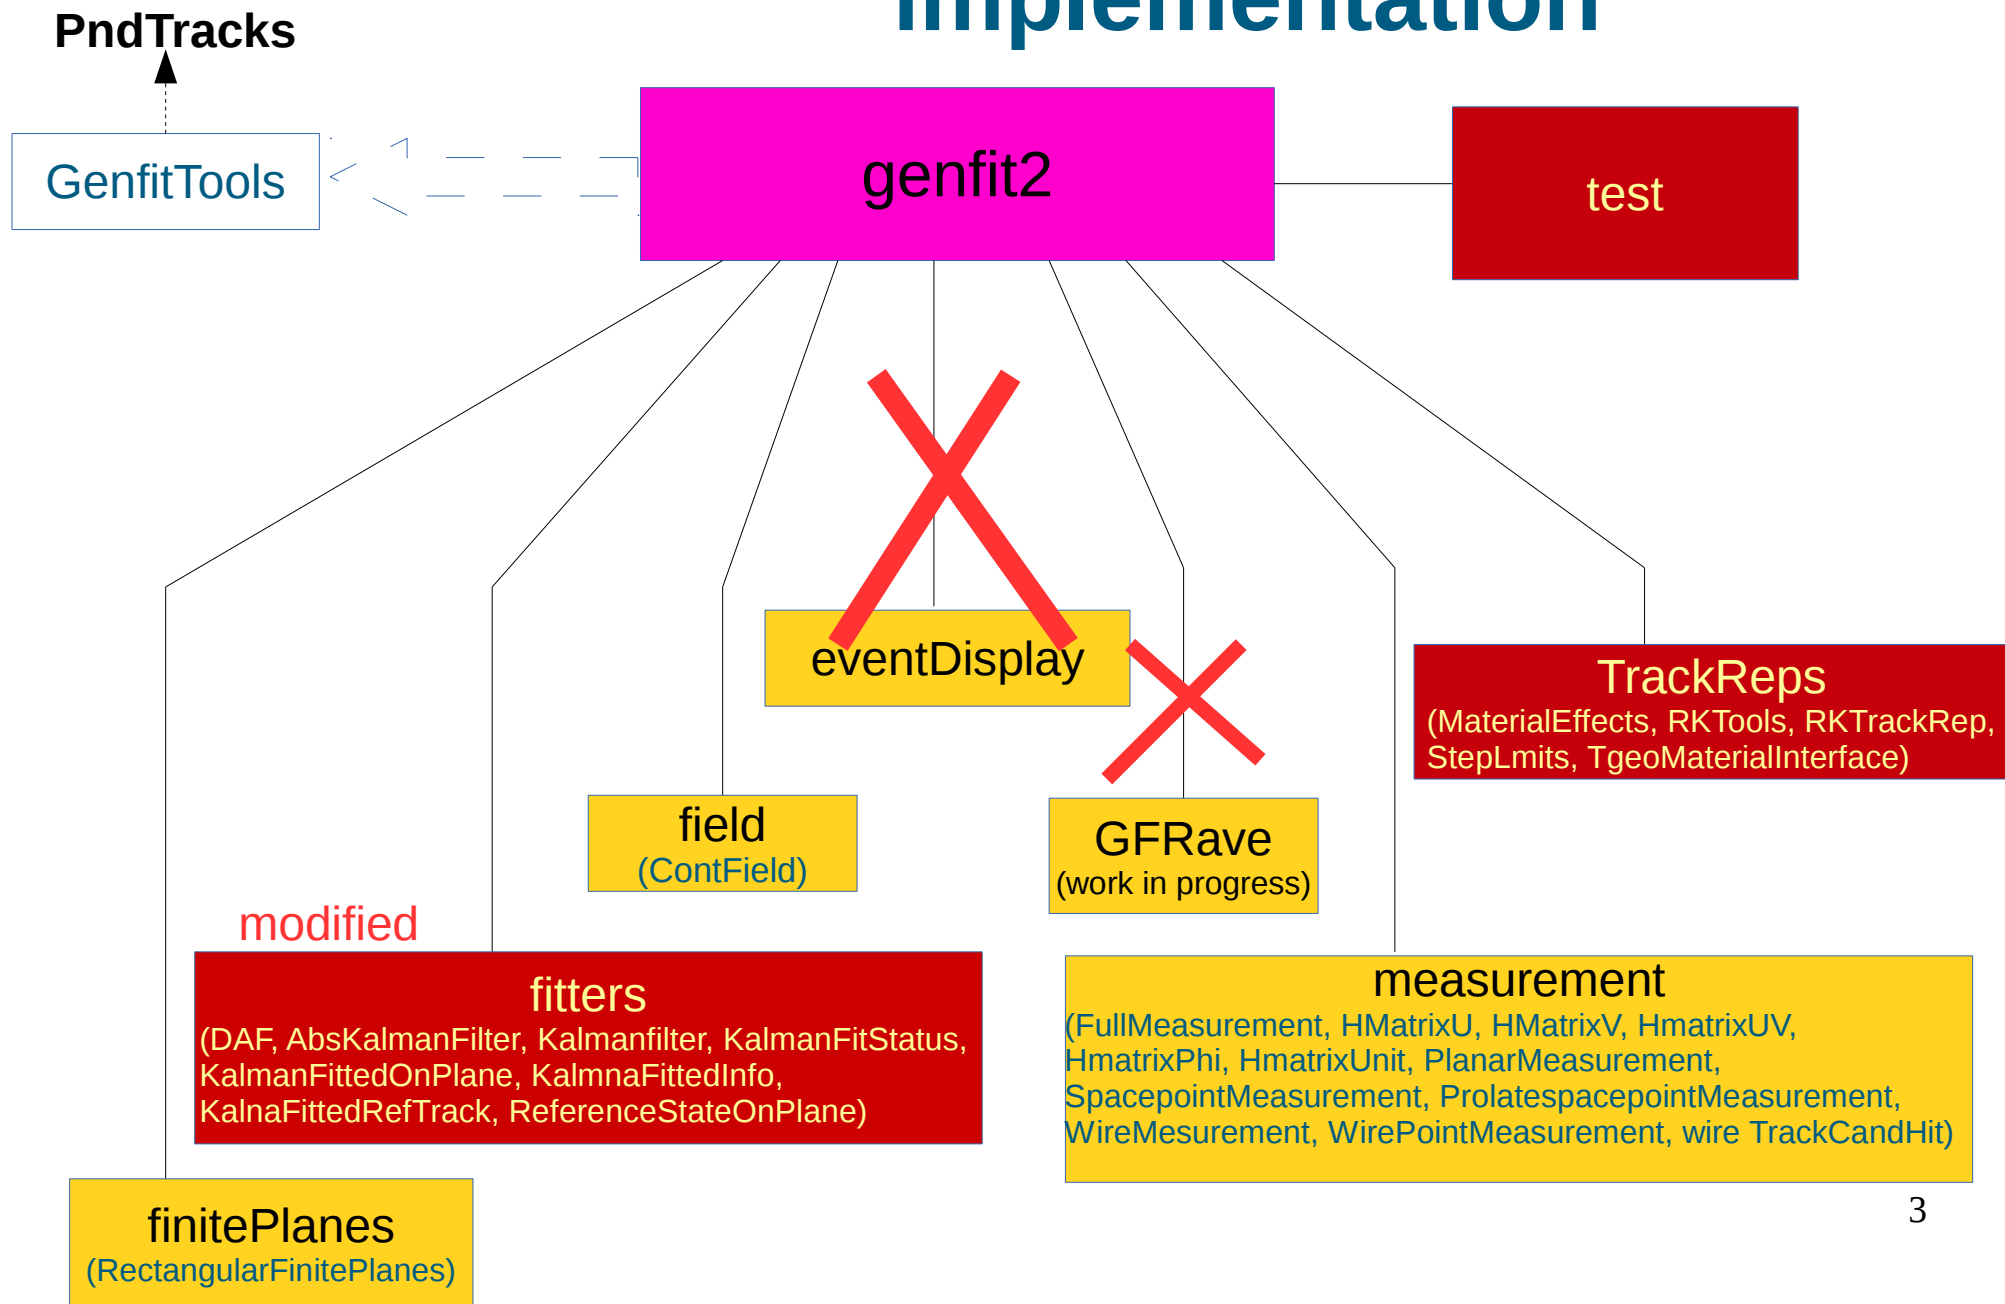 Implementation
PndTracks
GenfitTools
genfit2
test
eventDisplay
TrackReps
(MaterialEffects, RKTools, RKTrackRep,
StepLmits, TgeoMaterialInterface)
field
(ContField)
GFRave
(work in progress)
modified
fitters
(DAF, AbsKalmanFilter, Kalmanfilter, KalmanFitStatus,
KalmanFittedOnPlane, KalmnaFittedInfo,
KalnaFittedRefTrack, ReferenceStateOnPlane)
measurement
(FullMeasurement, HMatrixU, HMatrixV, HmatrixUV,
HmatrixPhi, HmatrixUnit, PlanarMeasurement,
SpacepointMeasurement, ProlatespacepointMeasurement,
WireMesurement, WirePointMeasurement, wire TrackCandHit)
finitePlanes
(RectangularFinitePlanes)
3